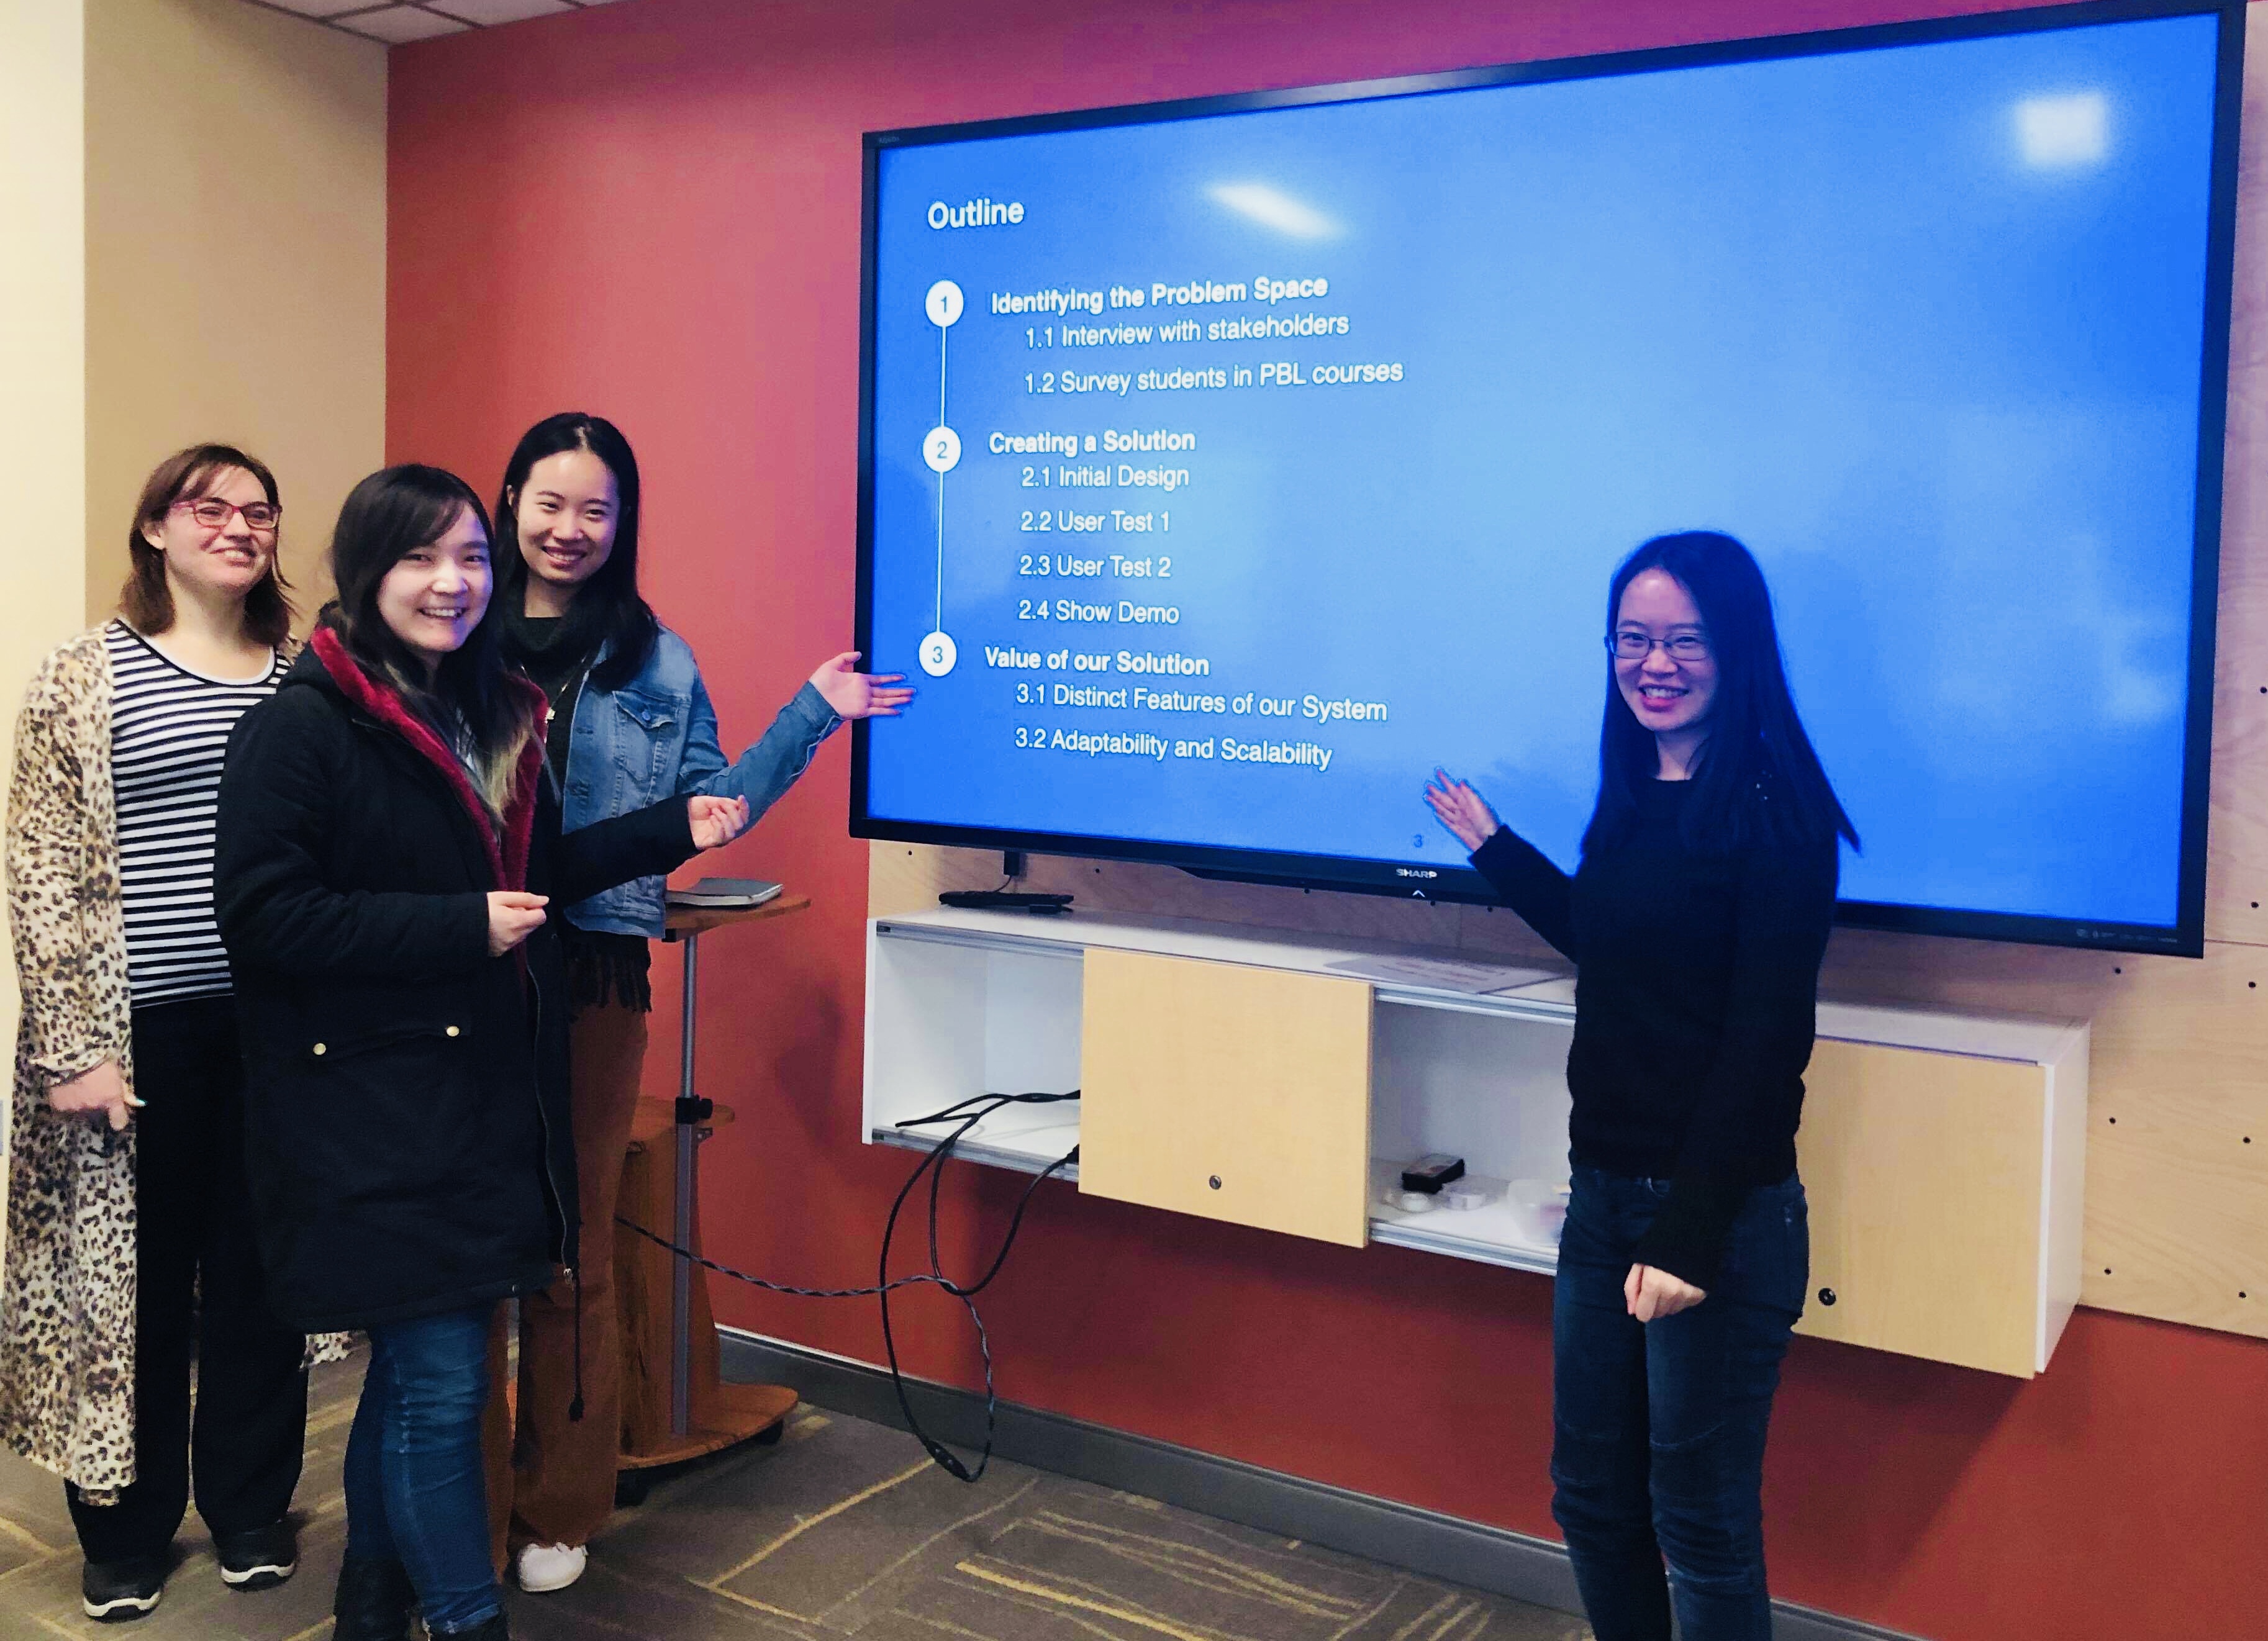 Outline
1 Identifying the Problem Space
1.1 Interview with stakeholders
1.2 Survey students in PBL courses
2 Creating a Solution
2.1 Initial Design
2.2 User Test 1
2.3 User Test 2
2.4 Show Demo
3 Value of our Solution
3.1 Distinct Features of our System
3.2 Adaptability and Scalability
3
SHARP